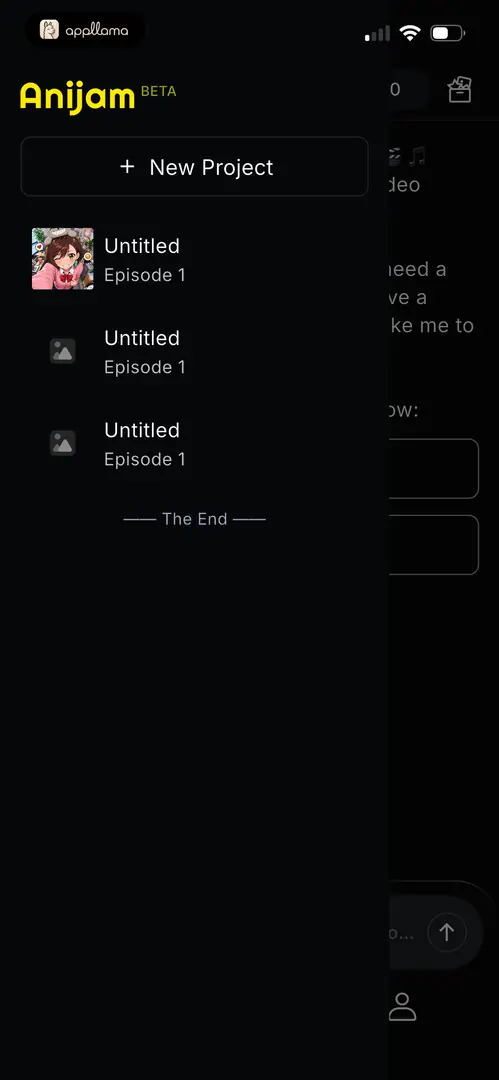 appllama
Anijam BETA
0
+ New Project
deo
Untitled
Episode 1
need a
ve a
ke me to
Untitled
Episode 1
ow:
Untitled
Episode 1
—— The End ——
o...